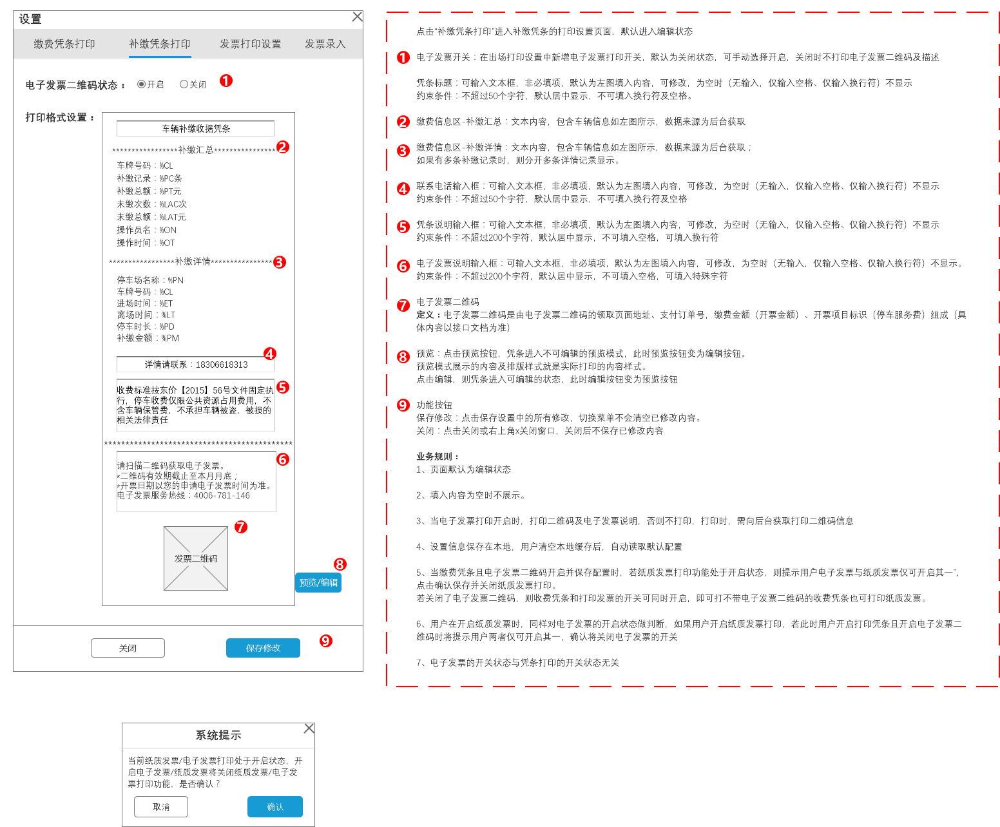 设置
缴费凭条打印 补缴凭条打印 发票打印设置 发票录入
电子发票二维码状态： 开启 关闭 1
打印格式设置：
车辆补缴收据凭条
*****************补缴汇总***************** 2
车牌号码：%CL
补缴记录：%PC条
补缴总额：%PT元
未缴次数：%LAC次
未缴总额：%LAT元
操作员名：%ON
操作时间：%OT
*****************补缴详情**************** 3
停车场名称：%PN
车牌号码：%CL
进场时间：%ET
离场时间：%LT
停车时长：%PD
补缴金额：%PM
4
详情请联系：18306618313
5
收费标准按东价【2015】56号文件固定执
行，停车收费仅限公共资源占用费用，不
含车辆保管费，不承担车辆被盗，被损的
相关法律责任
********************************************
6
请扫描二维码获取电子发票。
*二维码有效期截止至本月月底；
*开票日期以您的申请电子发票时间为准。
电子发票服务热线：4006-781-146
7
发票二维码
8
预览/编辑
关闭 保存修改 9
点击“补缴凭条打印”进入补缴凭条的打印设置页面，默认进入编辑状态
1 电子发票开关：在出场打印设置中新增电子发票打印开关，默认为关闭状态，可手动选择开启，关闭时不打印电子发票二维码及描述
凭条标题：可输入文本框，非必填项，默认为左图填入内容，可修改，为空时（无输入，仅输入空格、仅输入换行符）不显示
约束条件：不超过50个字符，默认居中显示，不可填入换行符及空格。
2 缴费信息区-补缴汇总：文本内容，包含车辆信息如左图所示，数据来源为后台获取
3 缴费信息区-补缴详情：文本内容，包含车辆信息如左图所示，数据来源为后台获取；
如果有多条补缴记录时，则分开多条详情记录显示。
4 联系电话输入框：可输入文本框，非必填项，默认为左图填入内容，可修改，为空时（无输入，仅输入空格、仅输入换行符）不显示
约束条件：不超过50个字符，默认居中显示，不可填入换行符及空格
5 凭条说明输入框：可输入文本框，非必填项，默认为左图填入内容，可修改，为空时（无输入，仅输入空格、仅输入换行符）不显示
约束条件：不超过200个字符，默认居中显示，不可填入空格，可填入换行符
6 电子发票说明输入框：可输入文本框，非必填项，默认为左图填入内容，可修改，为空时（无输入，仅输入空格、仅输入换行符）不显示。
约束条件：不超过200个字符，默认居中显示，不可填入空格，可填入特殊字符
7 电子发票二维码
定义：电子发票二维码是由电子发票二维码的领取页面地址、支付订单号，缴费金额（开票金额）、开票项目标识（停车服务费）组成（具
体内容以接口文档为准）
8 预览：点击预览按钮，凭条进入不可编辑的预览模式，此时预览按钮变为编辑按钮。
预览模式展示的内容及排版样式就是实际打印的内容样式。
点击编辑，则凭条进入可编辑的状态，此时编辑按钮变为预览按钮
9 功能按钮
保存修改：点击保存设置中的所有修改，切换菜单不会清空已修改内容。
关闭：点击关闭或右上角x关闭窗口，关闭后不保存已修改内容
业务规则：
1、页面默认为编辑状态
2、填入内容为空时不展示。
3、当电子发票打印开启时，打印二维码及电子发票说明，否则不打印，打印时，需向后台获取打印二维码信息
4、设置信息保存在本地，用户清空本地缓存后，自动读取默认配置
5、当缴费凭条且电子发票二维码开启并保存配置时，若纸质发票打印功能处于开启状态，则提示用户电子发票与纸质发票仅可开启其一”，
点击确认保存并关闭纸质发票打印。
若关闭了电子发票二维码，则收费凭条和打印发票的开关可同时开启，即可打不带电子发票二维码的收费凭条也可打印纸质发票。
6、用户在开启纸质发票时，同样对电子发票的开启状态做判断，如果用户开启纸质发票打印，若此时用户开启打印凭条且开启电子发票二
维码时将提示用户两者仅可开启其一，确认将关闭电子发票的开关
7、电子发票的开关状态与凭条打印的开关状态无关
系统提示
当前纸质发票/电子发票打印处于开启状态，开
启电子发票/纸质发票将关闭纸质发票/电子发
票打印功能，是否确认？
取消 确认